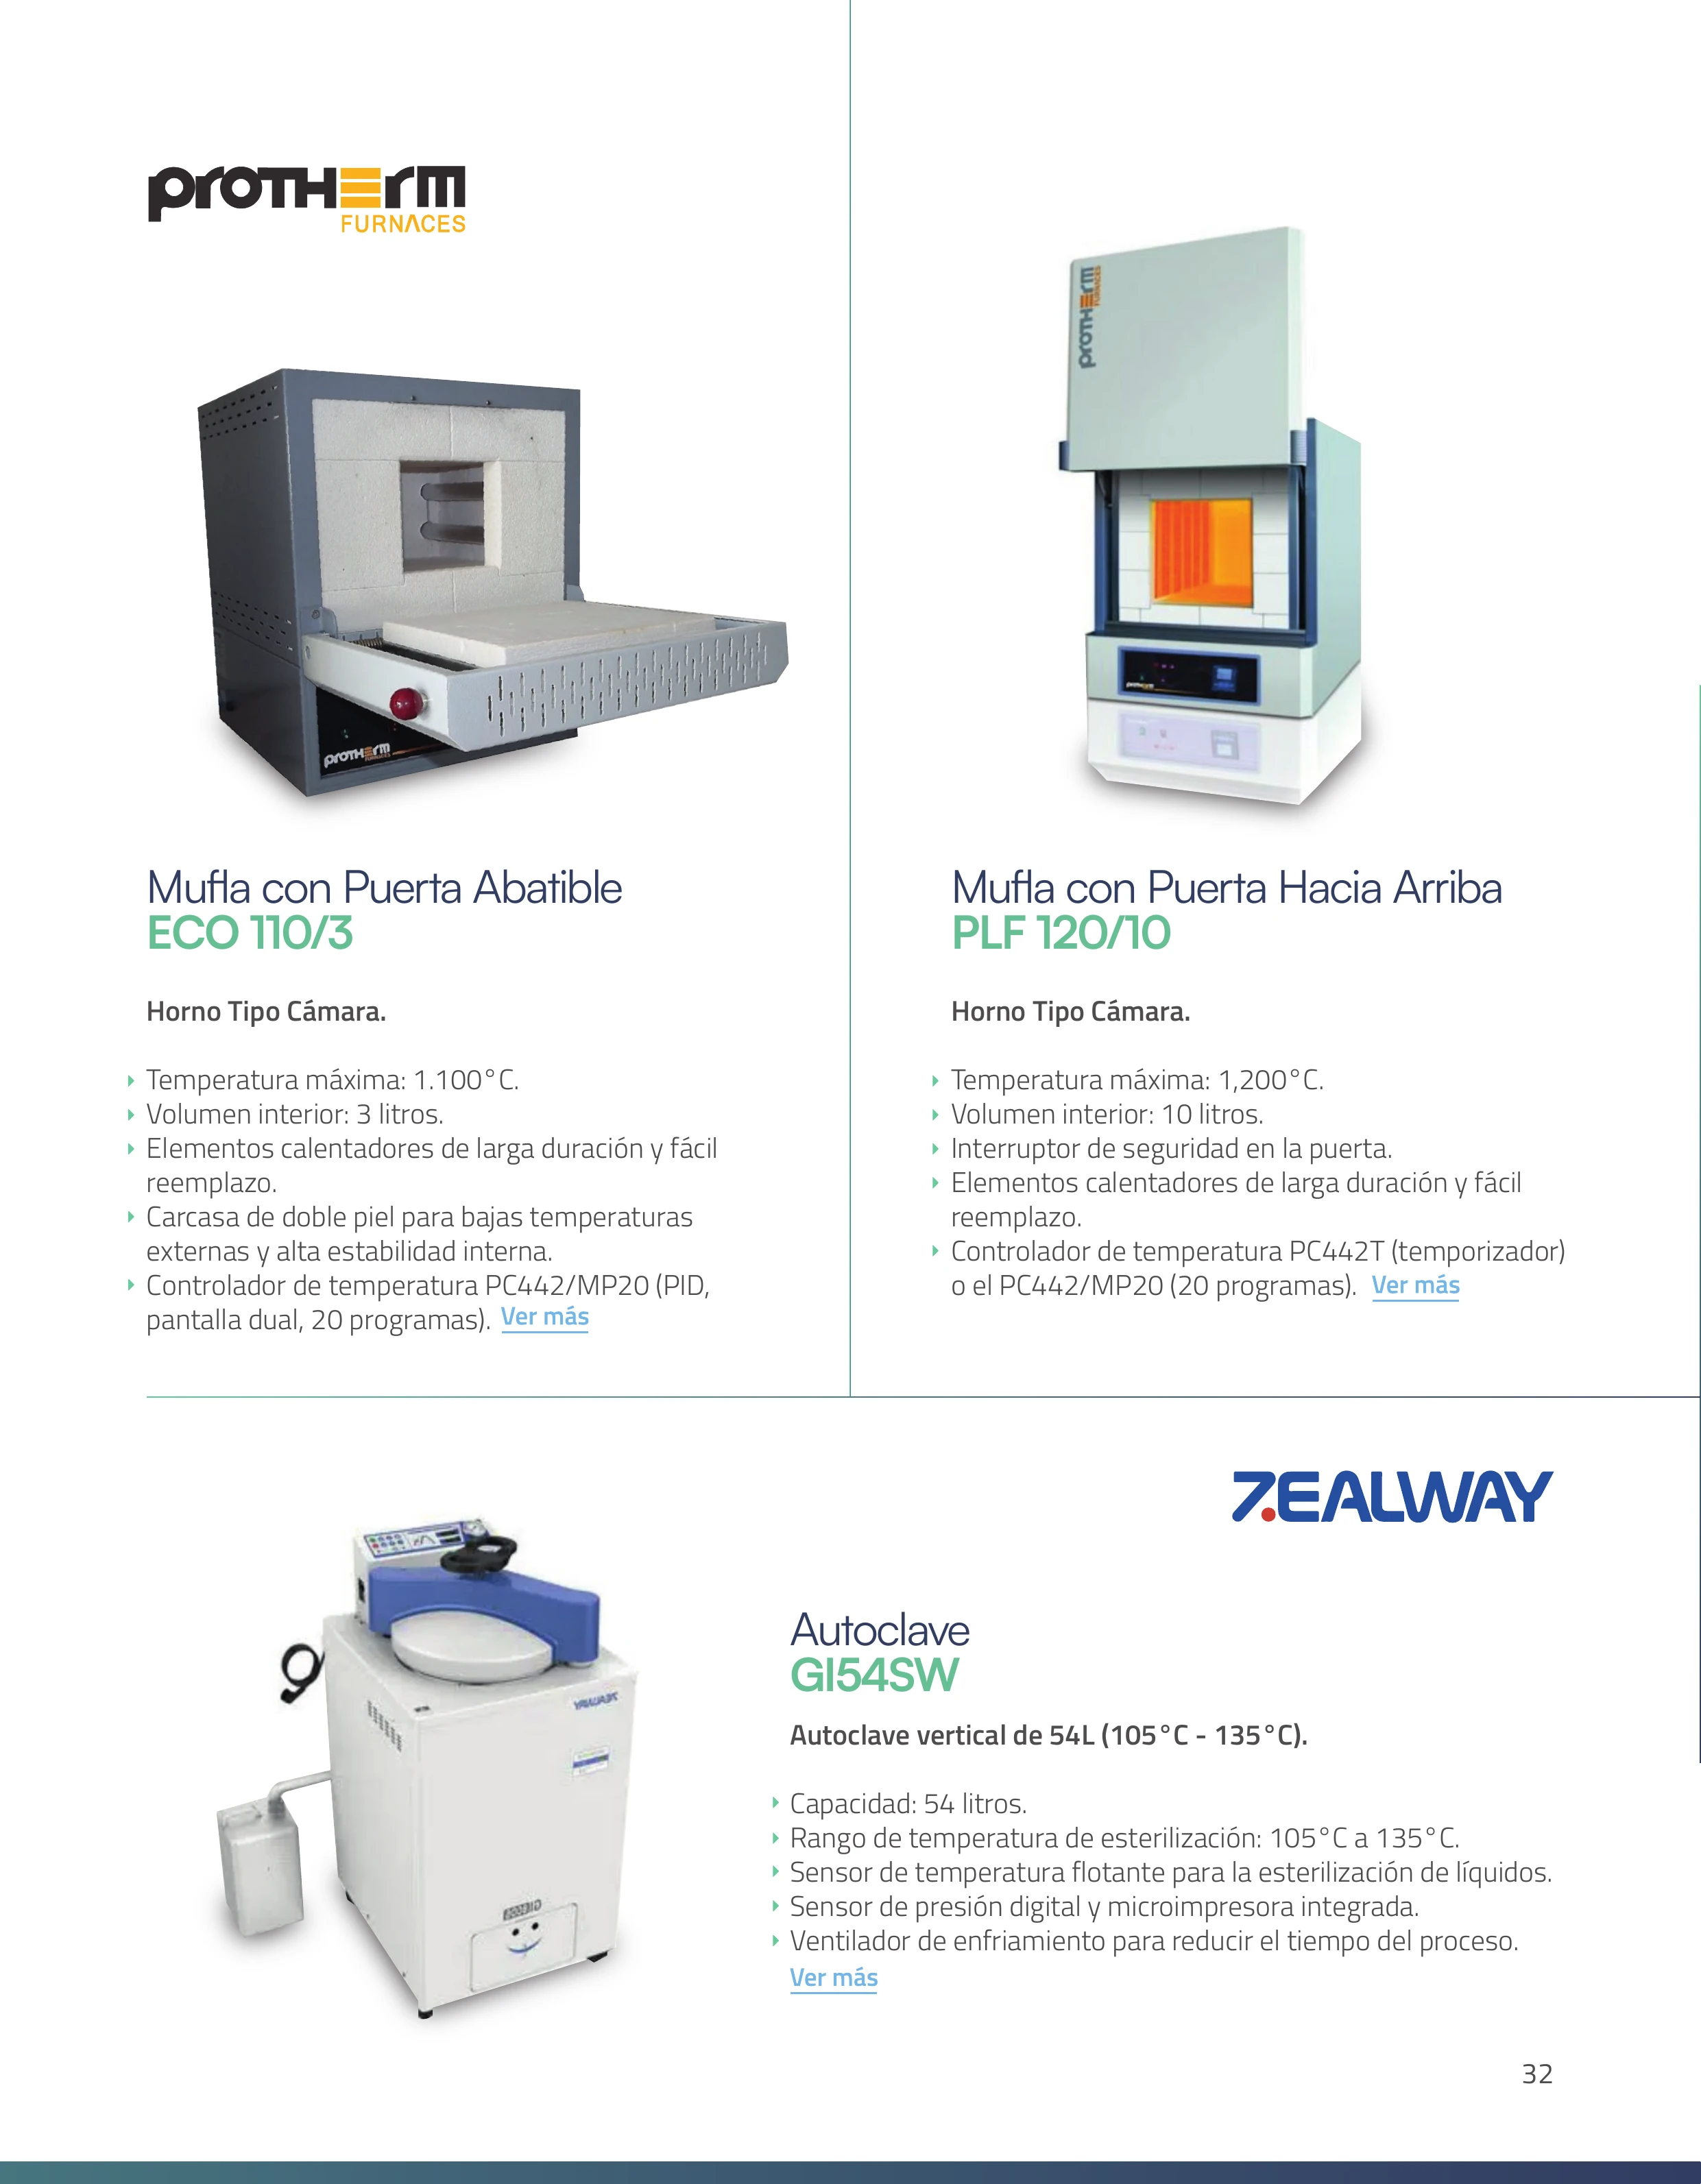 PROTHERM
FURNACES
PROTHERM
FURNACES
PROTHERM
FURNACES
protherm
Mufla con Puerta Abatible
ECO 110/3
Horno Tipo Cámara.
Temperatura máxima: 1.100°C.
Volumen interior: 3 litros.
Elementos calentadores de larga duración y fácil
reemplazo.
Carcasa de doble piel para bajas temperaturas
externas y alta estabilidad interna.
Controlador de temperatura PC442/MP20 (PID,
pantalla dual, 20 programas). Ver más
Mufla con Puerta Hacia Arriba
PLF 120/10
Horno Tipo Cámara.
Temperatura máxima: 1,200°C.
Volumen interior: 10 litros.
Interruptor de seguridad en la puerta.
Elementos calentadores de larga duración y fácil
reemplazo.
Controlador de temperatura PC442T (temporizador)
o el PC442/MP20 (20 programas). Ver más
ZEALWAY
Autoclave
GI54SW
Autoclave vertical de 54L (105°C - 135°C).
Capacidad: 54 litros.
Rango de temperatura de esterilización: 105°C a 135°C.
Sensor de temperatura flotante para la esterilización de líquidos.
Sensor de presión digital y microimpresora integrada.
Ventilador de enfriamiento para reducir el tiempo del proceso.
Ver más
32